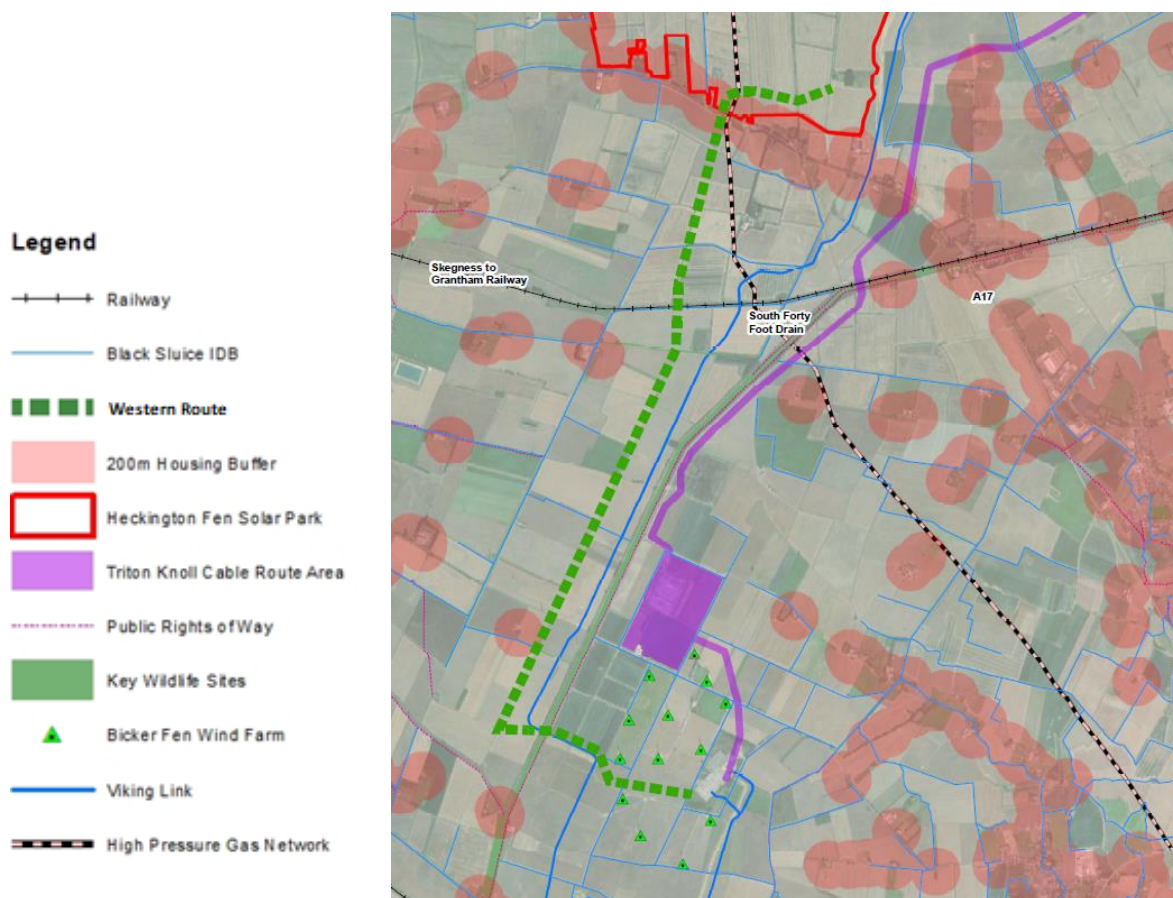 Legend
Railway
Black Sluice IDB
Western Route
200m Housing Buffer
Heckington Fen Solar Park
Triton Knoll Cable Route Area
Public Rights of Way
Key Wildlife Sites
Bicker Fen Wind Farm
Viking Link
High Pressure Gas Network
Skegness to
Grantham Railway
A17
South Forty
Foot Drain